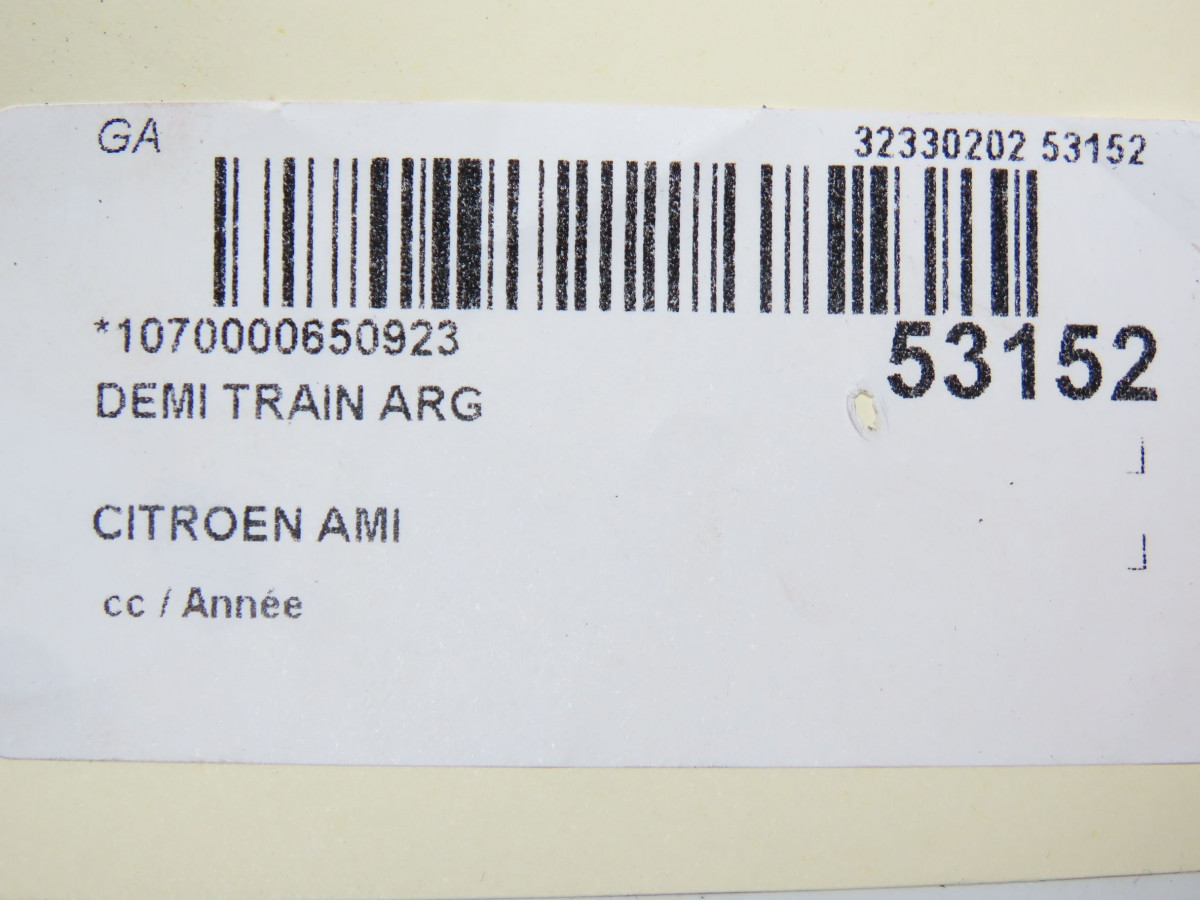 GA
32330202 53152
*1070000650923
53152
DEMI TRAIN ARG
CITROEN AMI
cc / Année